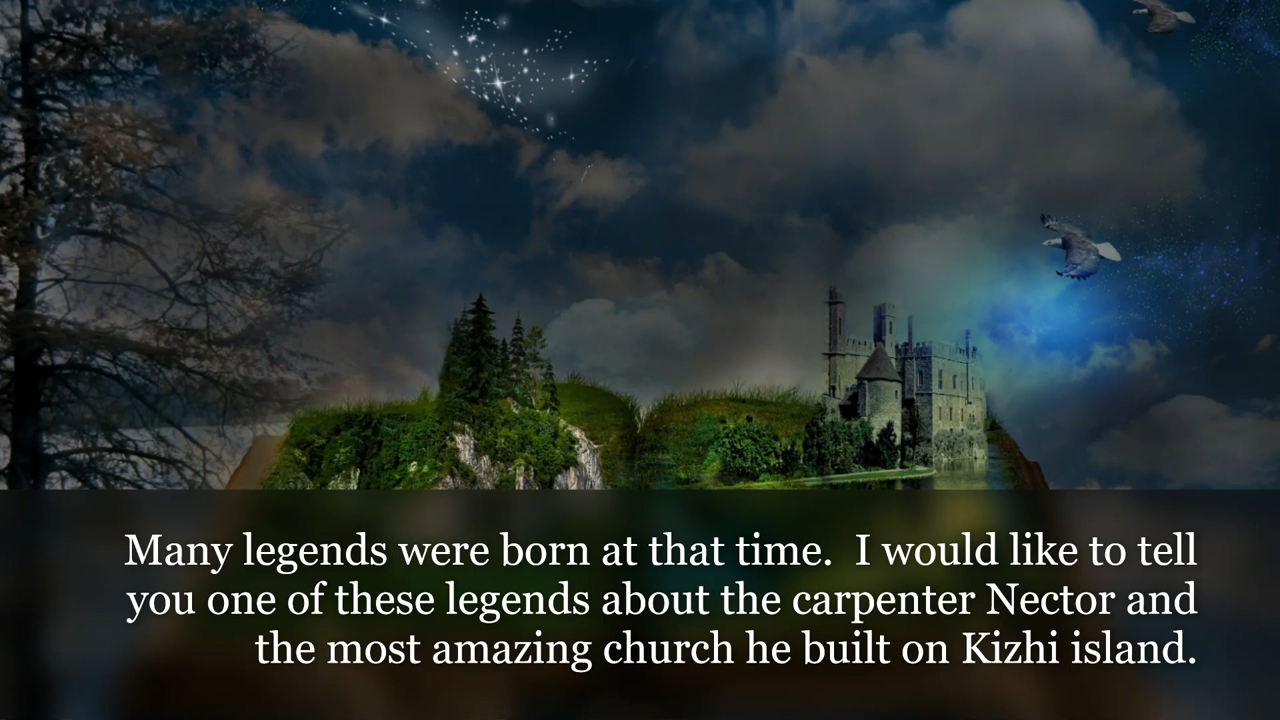 Many legends were born at that time.  I would like to tell
you one of these legends about the carpenter Nector and
the most amazing church he built on Kizhi island.